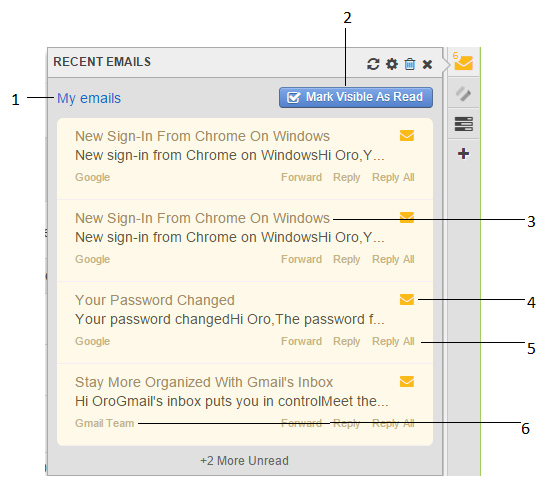 2
RECENT EMAILS
6
1
My emails
Mark Visible As Read
New Sign-In From Chrome On Windows
New sign-in from Chrome on WindowsHi Oro,Y...
Google Forward Reply Reply All
New Sign-In From Chrome On Windows
3
New sign-in from Chrome on WindowsHi Oro,Y...
Google Forward Reply Reply All
Your Password Changed
4
Your password changedHi Oro,The password f...
Google Forward Reply Reply All
5
Stay More Organized With Gmail's Inbox
Hi OroGmail's inbox puts you in controlMeet the...
Gmail Team Forward Reply Reply All
6
+2 More Unread